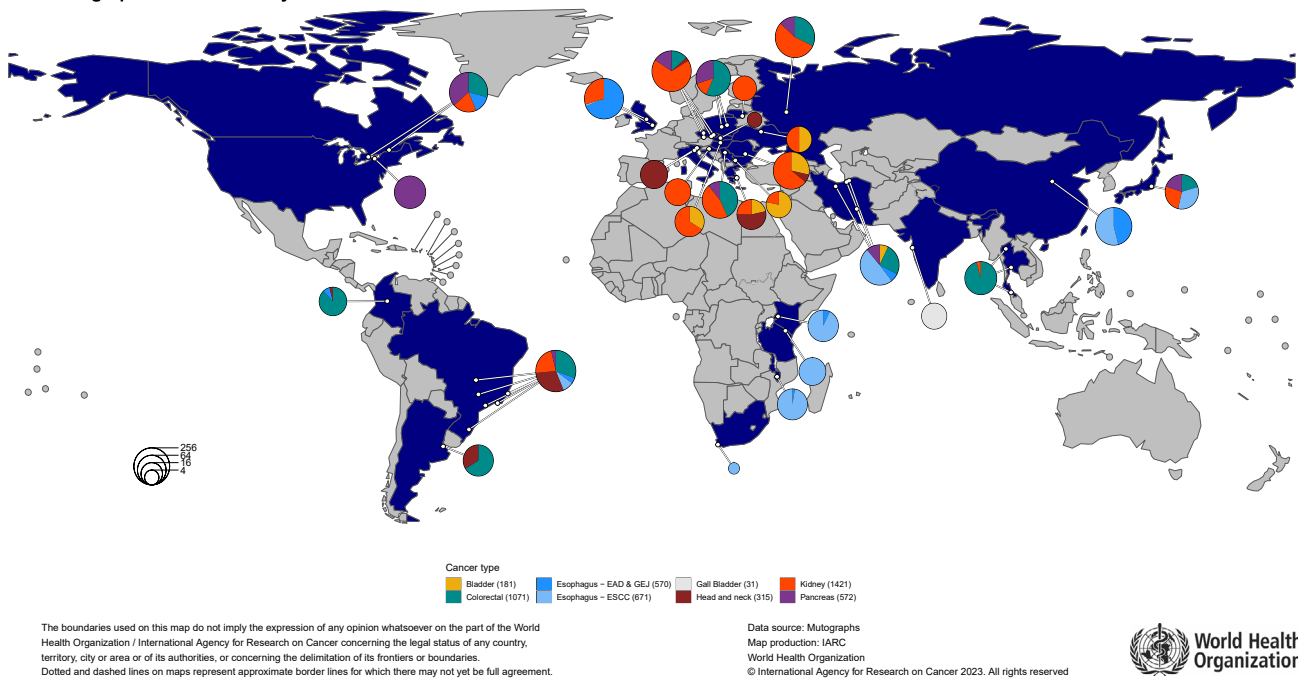 256
64
16
4
Cancer type
Bladder (181)
Esophagus − EAD & GEJ (570)
Gall Bladder (31)
Kidney (1421)
Colorectal (1071)
Esophagus − ESCC (671)
Head and neck (315)
Pancreas (572)
The boundaries used on this map do not imply the expression of any opinion whatsoever on the part of the World
Health Organization / International Agency for Research on Cancer concerning the legal status of any country,
territory, city or area or of its authorities, or concerning the delimitation of its frontiers or boundaries.
Dotted and dashed lines on maps represent approximate border lines for which there may not yet be full agreement.
Data source: Mutographs
Map production: IARC
World Health Organization
© International Agency for Research on Cancer 2023. All rights reserved
World Health
Organization